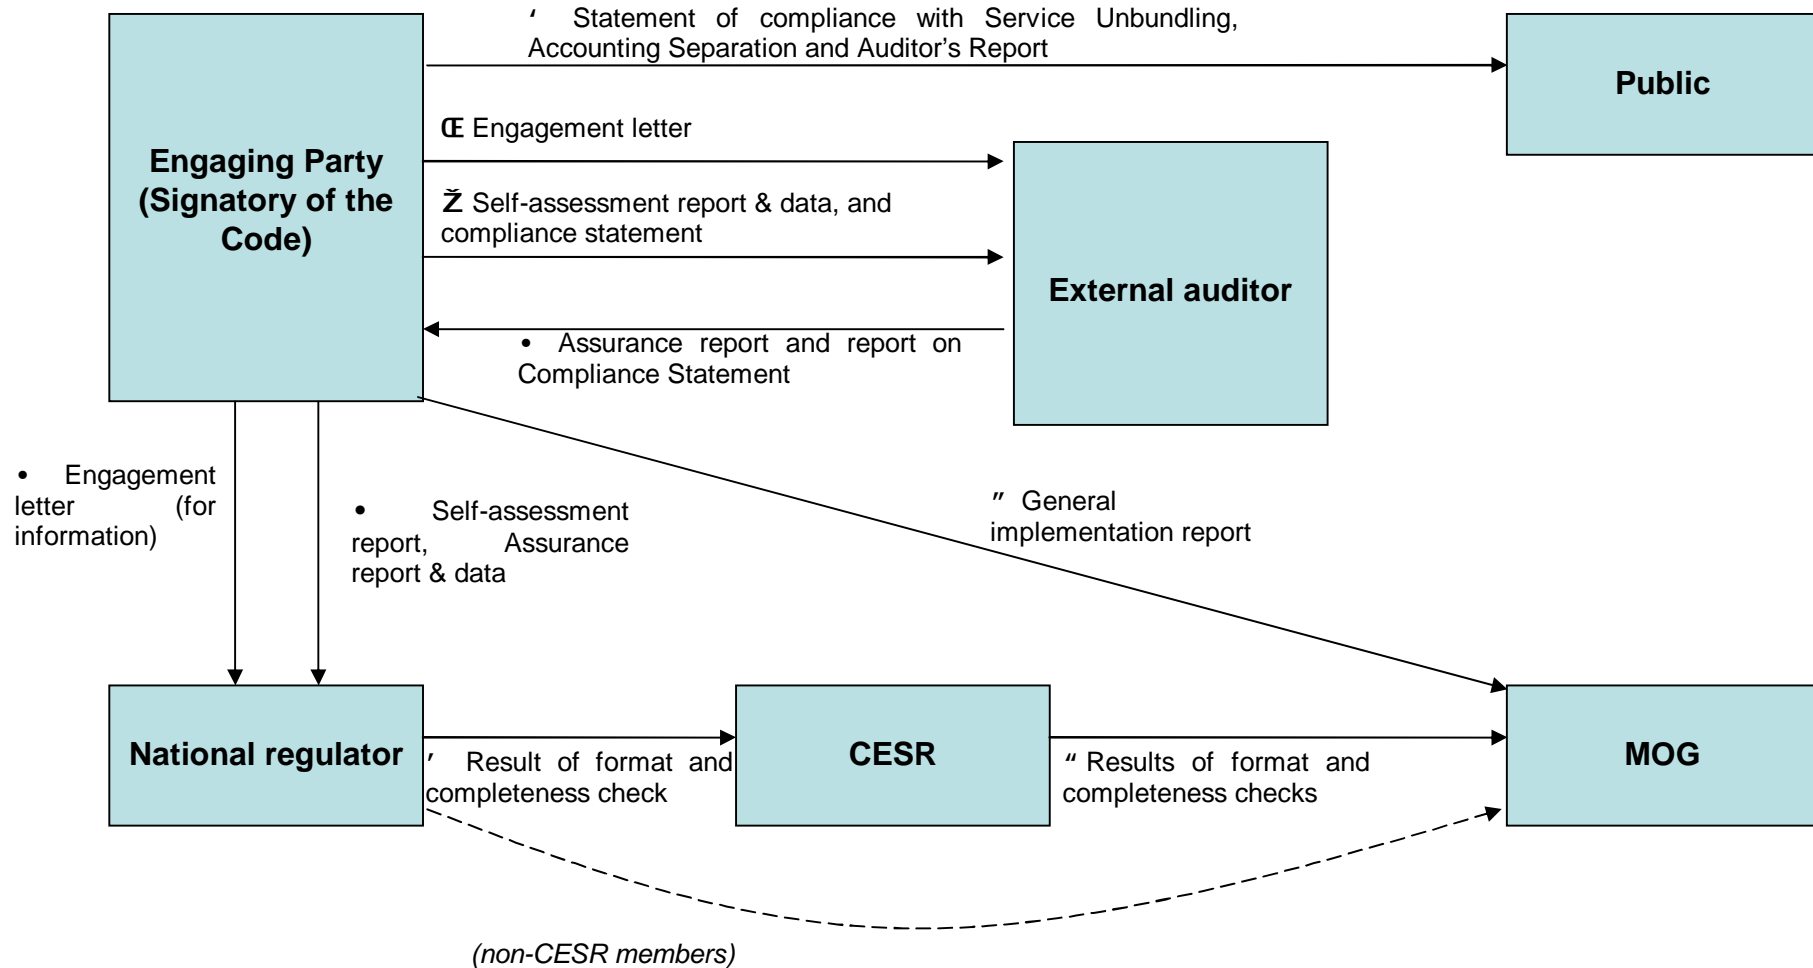 ‘ Statement of compliance with Service Unbundling,
Accounting Separation and Auditor’s Report
Public
Œ Engagement letter
Engaging Party
(Signatory of the
Code)
Ž Self-assessment report & data, and
compliance statement
External auditor
• Assurance report and report on
Compliance Statement
• Engagement
letter (for
information)
• Self-assessment
report, Assurance
report & data
” General
implementation report
National regulator
’ Result of format and
completeness check
CESR
“ Results of format and
completeness checks
MOG
(non-CESR members)